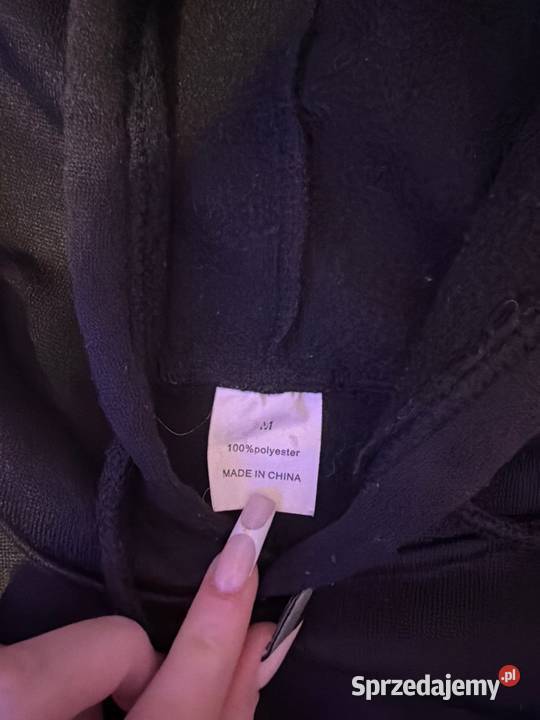 M
100%polyester
MADE IN CHINA
Sprzedajemy.pl